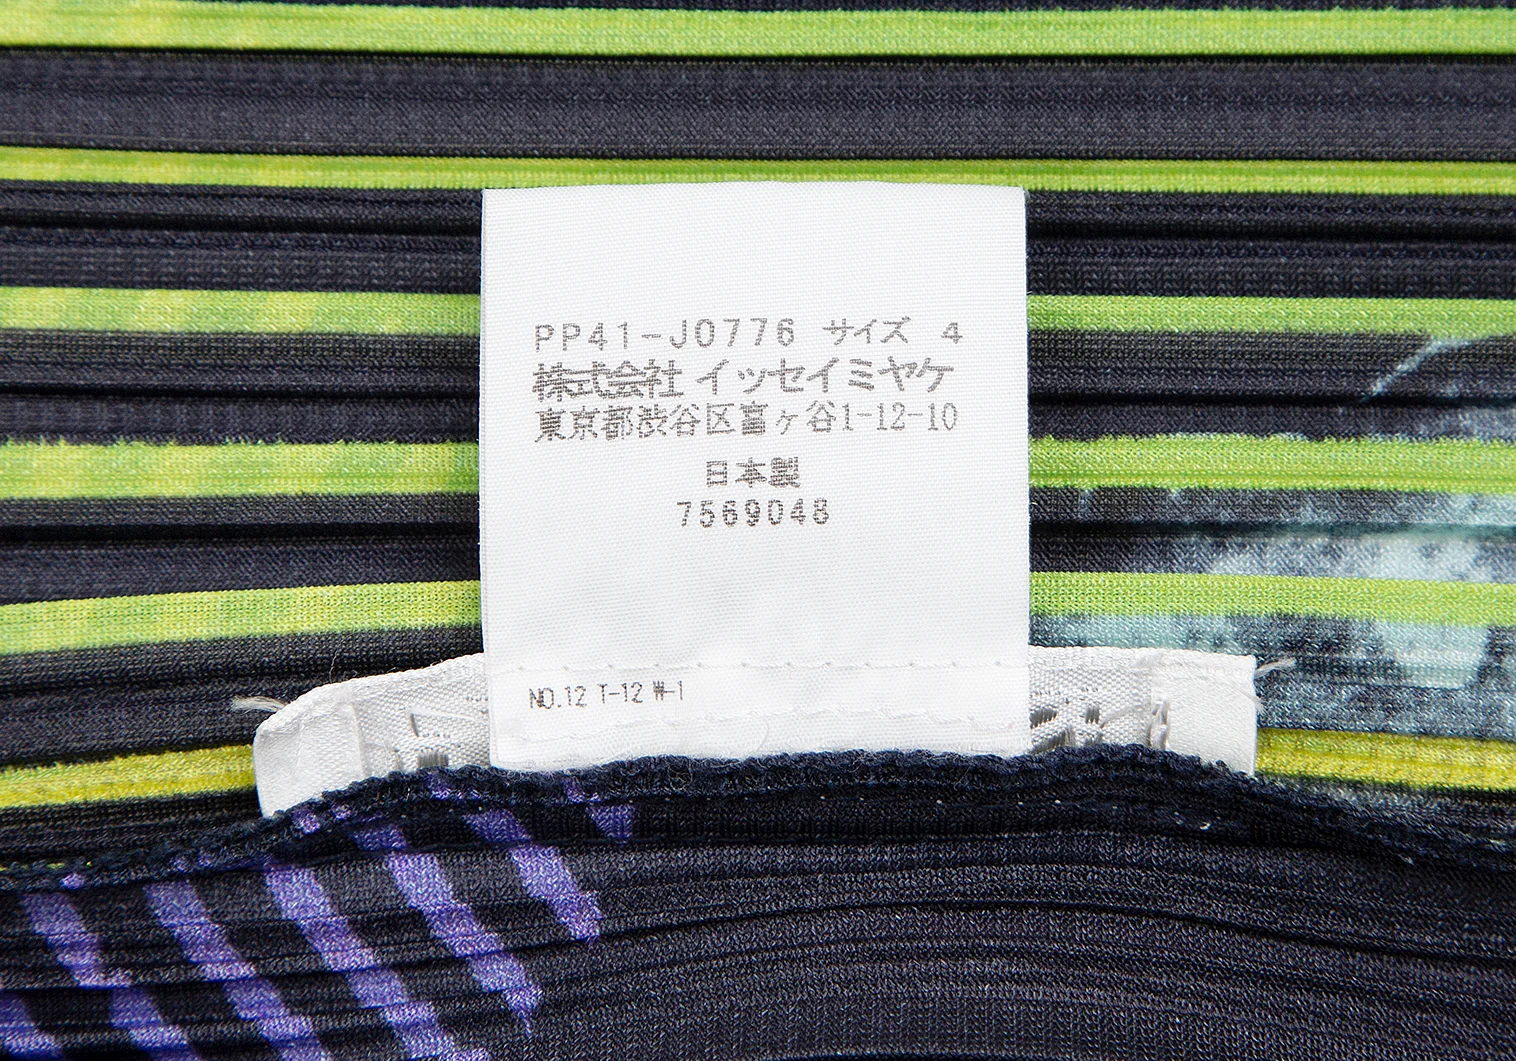 PP41-J0776 サイズ 4
株式会社 イッセイミヤケ
東京都渋谷区富ヶ谷1-12-10
日本製
7569048
NO.12 T-12 W-1